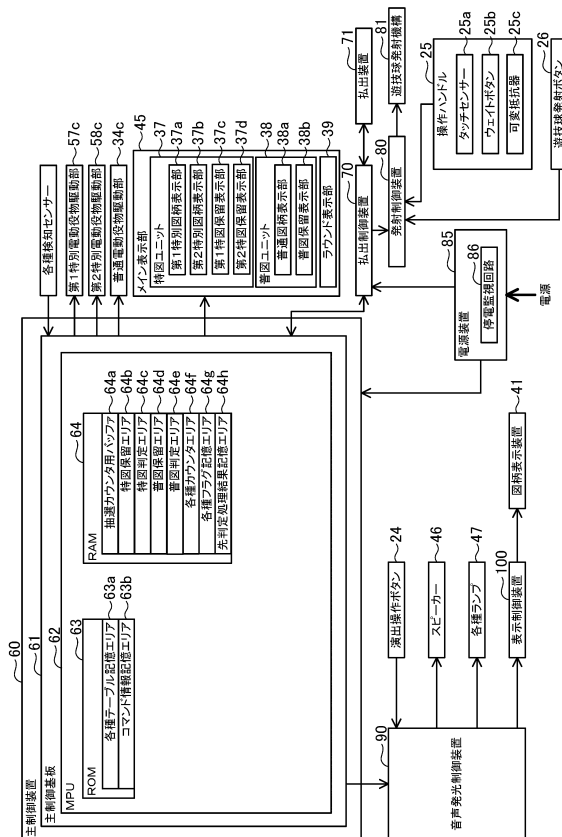 60
主制御装置
61
主制御基板
62
MPU
63
ROM
各種テーブル記憶エリア 63a
コマンド情報記憶エリア 63b
64
RAM
抽選カウンタ用バッファ 64a
特図保留エリア 64b
特図判定エリア 64c
普図保留エリア 64d
普図判定エリア 64e
各種カウンタエリア 64f
各種フラグ記憶エリア 64g
先判定処理結果記憶エリア 64h
各種検知センサー
第1特別電動役物駆動部 57c
第2特別電動役物駆動部 58c
普通電動役物駆動部 34c
メイン表示部 45
特図ユニット 37
第1特別図柄表示部 37a
第2特別図柄表示部 37b
第1特図保留表示部 37c
第2特図保留表示部 37d
普図ユニット 38
普通図柄表示部 38a
普図保留表示部 38b
ラウンド表示部 39
払出制御装置 70
払出装置 71
発射制御装置 80
遊技球発射機構 81
操作ハンドル 25
タッチセンサー 25a
ウェイトボタン 25b
可変抵抗器 25c
遊技球発射ボタン 26
電源装置 85
停電監視回路 86
電源
音声発光制御装置 90
演出操作ボタン 24
スピーカー 46
各種ランプ 47
表示制御装置 100
図柄表示装置 41